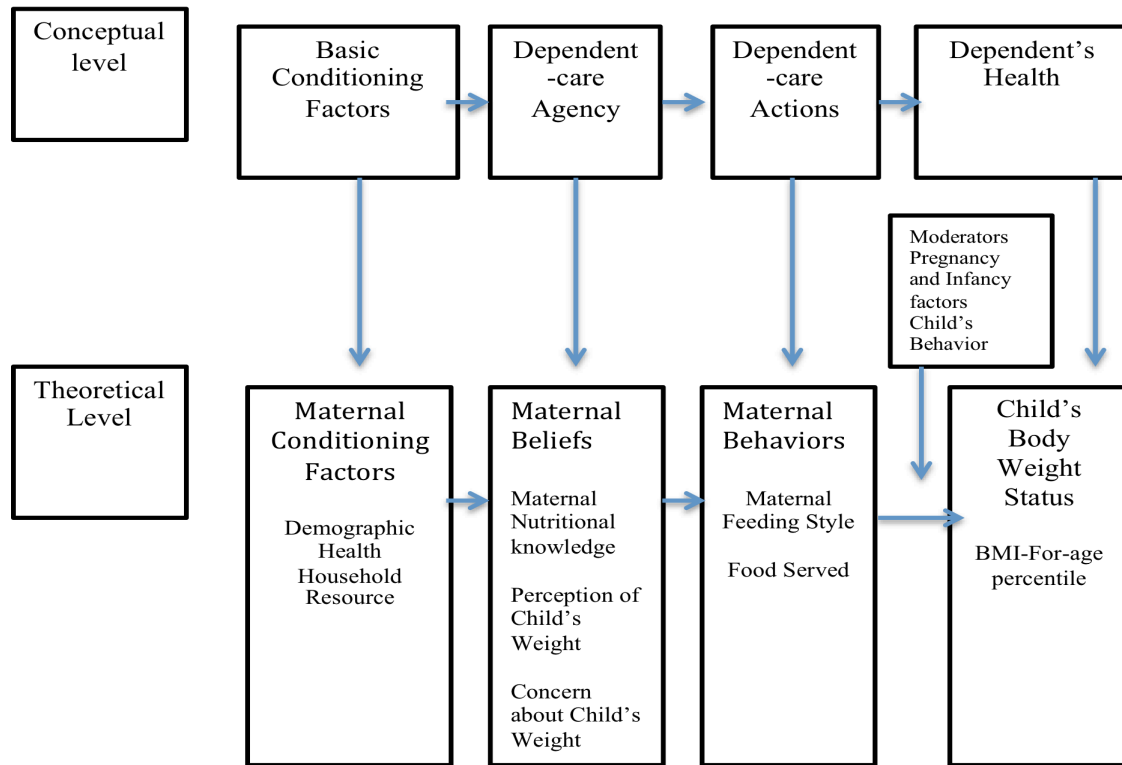 Conceptual
level
Basic
Conditioning
Factors
Dependent
-care
Agency
Dependent
-care
Actions
Dependent’s
Health
Moderators
Pregnancy
and Infancy
factors
Child’s
Behavior
Theoretical
Level
Maternal
Conditioning
Factors
Demographic
Health
Household
Resource
Maternal
Beliefs
Maternal
Nutritional
knowledge
Perception of
Child’s
Weight
Concern
about Child’s
Weight
Maternal
Behaviors
Maternal
Feeding Style
Food Served
Child’s
Body
Weight
Status
BMI-For-age
percentile